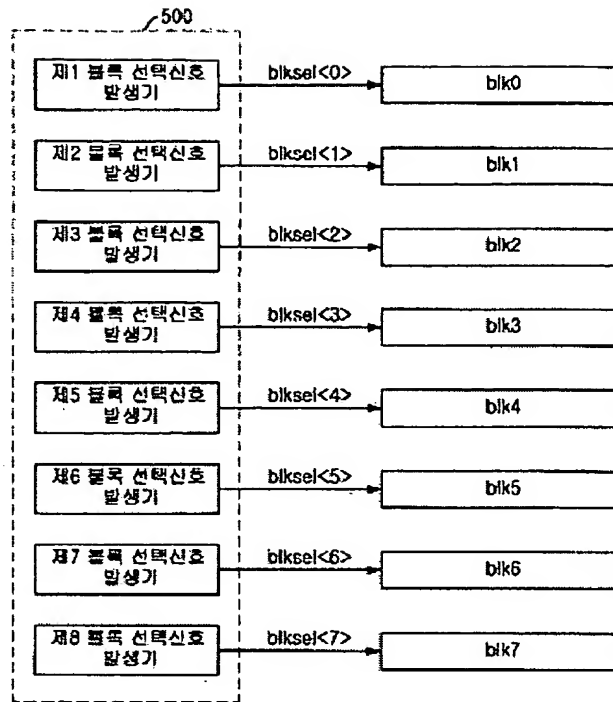 500
제1 블록 선택신호
발생기
blksel<0>
blk0
제2 블록 선택신호
발생기
blksel<1>
blk1
제3 블록 선택신호
발생기
blksel<2>
blk2
제4 블록 선택신호
발생기
blksel<3>
blk3
제5 블록 선택신호
발생기
blksel<4>
blk4
제6 블록 선택신호
발생기
blksel<5>
blk5
제7 블록 선택신호
발생기
blksel<6>
blk6
제8 블록 선택신호
발생기
blksel<7>
blk7